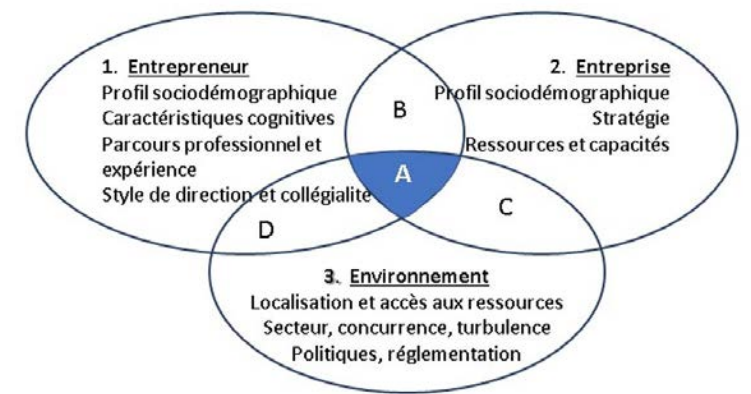 1. Entrepreneur
Profil sociodémographique
Caractéristiques cognitives
Parcours professionnel et
expérience
Style de direction et collégialité
B
2. Entreprise
Profil sociodémographique
Stratégie
Ressources et capacités
A
C
D
3. Environnement
Localisation et accès aux ressources
Secteur, concurrence, turbulence
Politiques, réglementation